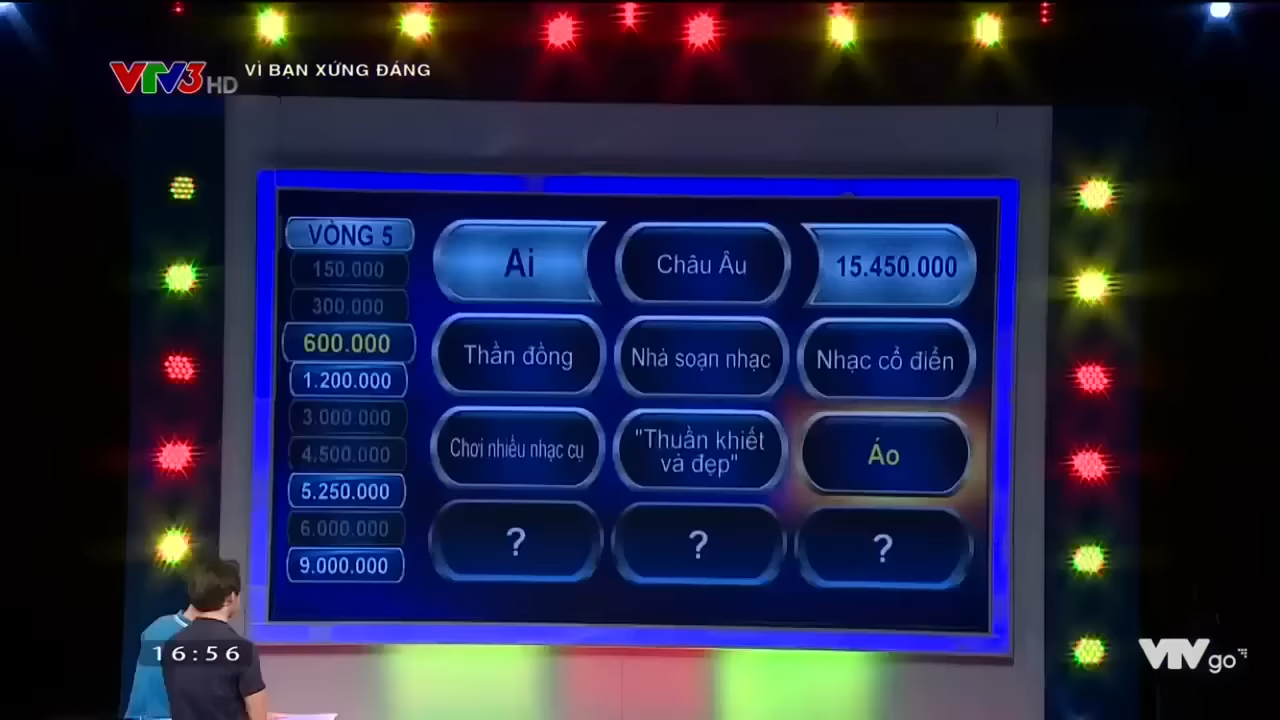 VTV3 HD
VÌ BẠN XỨNG ĐÁNG
VÒNG 5
150.000
300.000
600.000
1.200.000
3.000.000
4.500.000
5.250.000
6.000.000
9.000.000
Ai
Châu Âu
15.450.000
Thần đồng
Nhà soạn nhạc
Nhạc cổ điển
Chơi nhiều nhạc cụ
"Thuần khiết
và đẹp"
Áo
?
?
?
16:56
VTV go